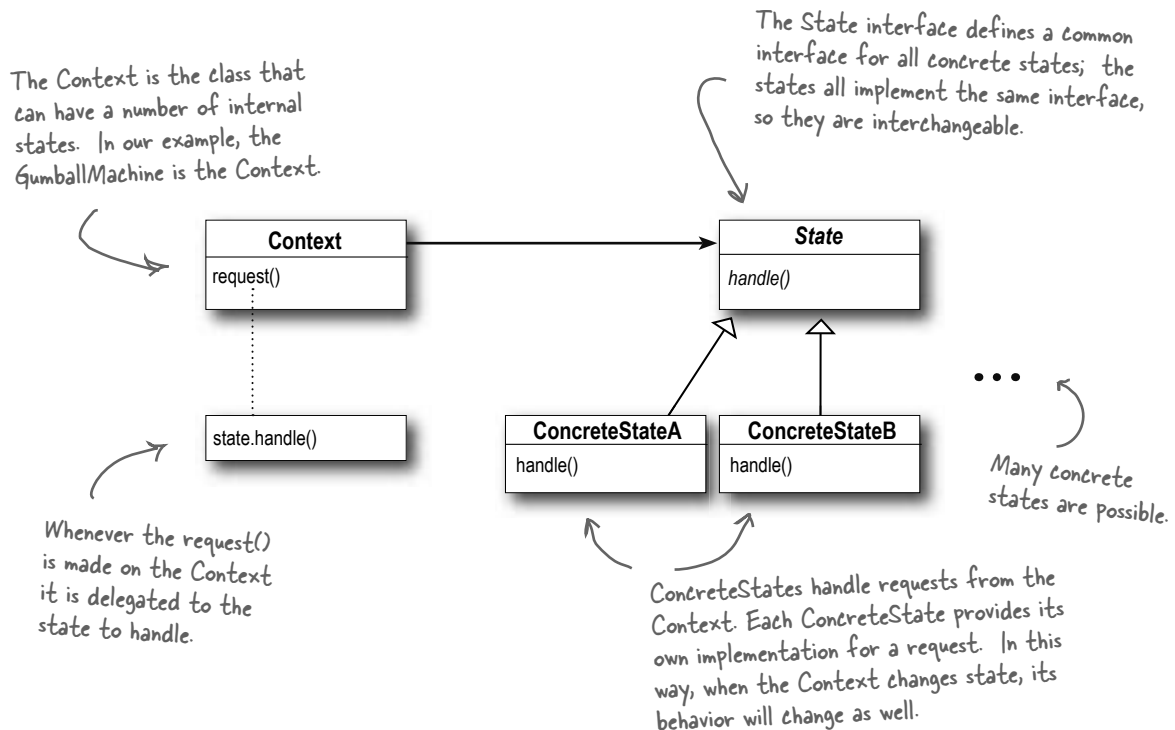 The Context is the class that
can have a number of internal
states. In our example, the
GumballMachine is the Context.
The State interface defines a common
interface for all concrete states; the
states all implement the same interface,
so they are interchangeable.
Context
request()
State
handle()
state.handle()
ConcreteStateA
handle()
ConcreteStateB
handle()
...
Many concrete
states are possible.
Whenever the request()
is made on the Context
it is delegated to the
state to handle.
ConcreteStates handle requests from the
Context. Each ConcreteState provides its
own implementation for a request. In this
way, when the Context changes state, its
behavior will change as well.